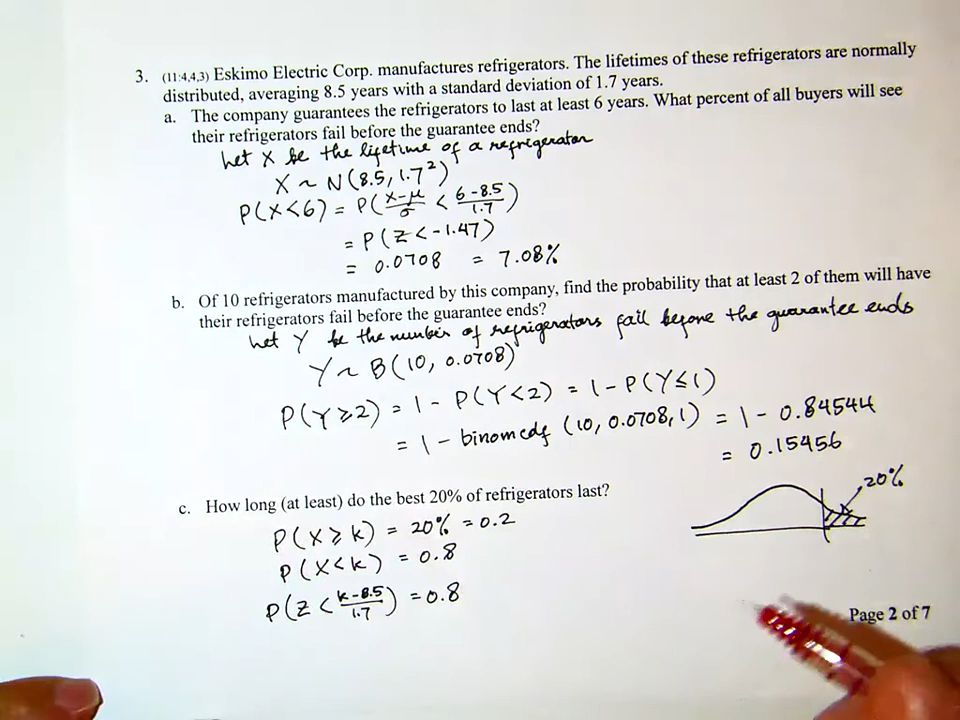 3. (11:4,4,3) Eskimo Electric Corp. manufactures refrigerators. The lifetimes of these refrigerators are normally
distributed, averaging 8.5 years with a standard deviation of 1.7 years.
a. The company guarantees the refrigerators to last at least 6 years. What percent of all buyers will see
their refrigerators fail before the guarantee ends?
Let X be the lifetime of a refrigerator
X ~ N(8.5, 1.7²)
P(X<6) = P((x-μ)/σ < (6-8.5)/1.7)
= P(Z < -1.47)
= 0.0708 = 7.08%
b. Of 10 refrigerators manufactured by this company, find the probability that at least 2 of them will have
their refrigerators fail before the guarantee ends?
Let Y be the number of refrigerators fail before the guarantee ends
Y ~ B(10, 0.0708)
P(Y≥2) = 1 - P(Y<2) = 1 - P(Y≤1)
= 1 - binomcdf (10, 0.0708, 1) = 1 - 0.84544
= 0.15456
c. How long (at least) do the best 20% of refrigerators last?
20%
P(X≥k) = 20% = 0.2
P(X<k) = 0.8
P(Z < (k-8.5)/1.7) = 0.8
Page 2 of 7